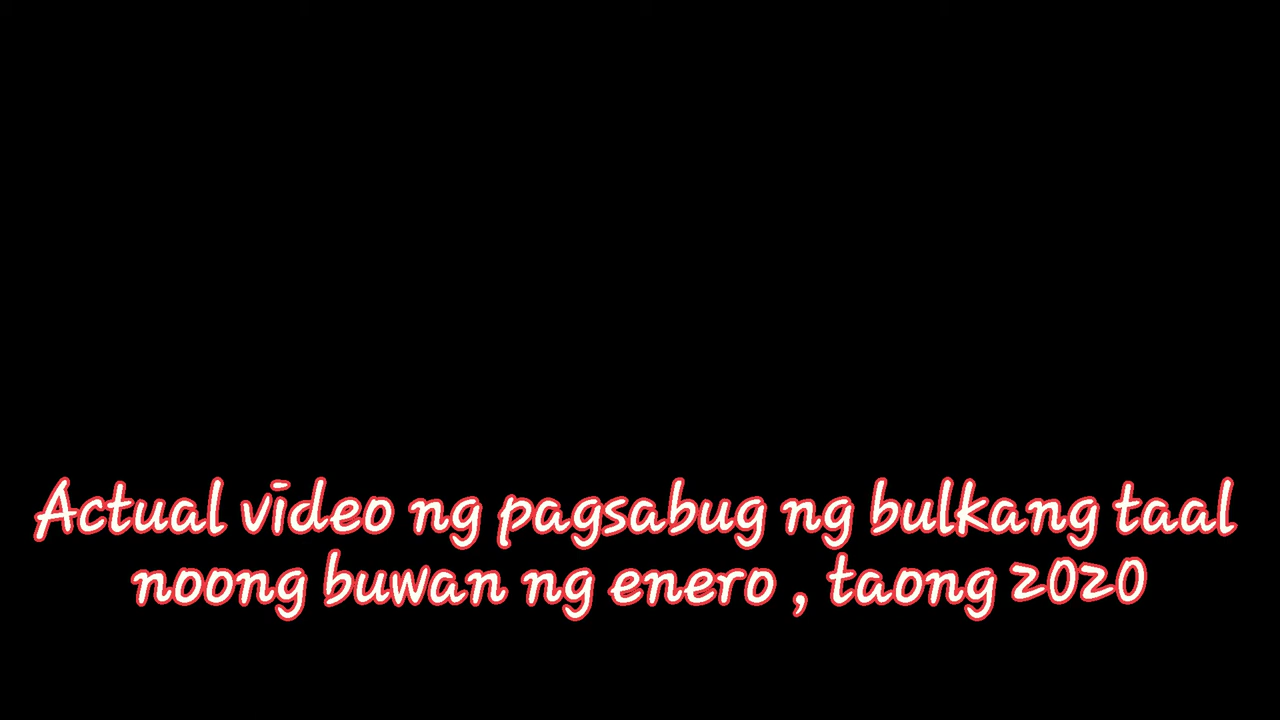 Actual video ng pagsabug ng bulkang taal
noong buwan ng enero , taong 2020